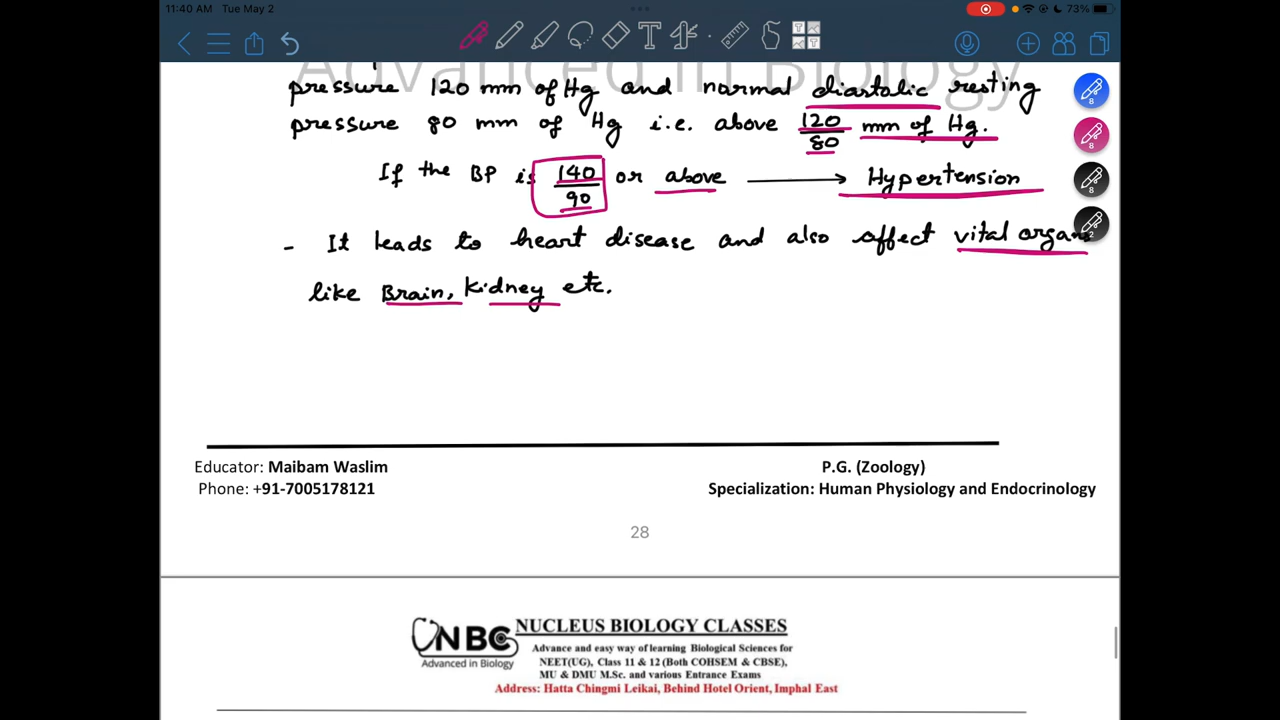 11:40 AM Tue May 2
73%
Advanced in Biology
pressure 120 mm of Hg and normal diastolic resting
pressure 80 mm of Hg i.e. above 120/80 mm of Hg.
If the BP is 140/90 or above → Hypertension
- It leads to heart disease and also affect vital organs
like Brain, Kidney etc.
Educator: Maibam Waslim
P.G. (Zoology)
Phone: +91-7005178121
Specialization: Human Physiology and Endocrinology
28
NBC
Advanced in Biology
NUCLEUS BIOLOGY CLASSES
Advance and easy way of learning Biological Sciences for
NEET(UG), Class 11 & 12 (Both COHSEM & CBSE),
MU & DMU M.Sc. and various Entrance Exams
Address: Hatta Chingmi Leikai, Behind Hotel Orient, Imphal East